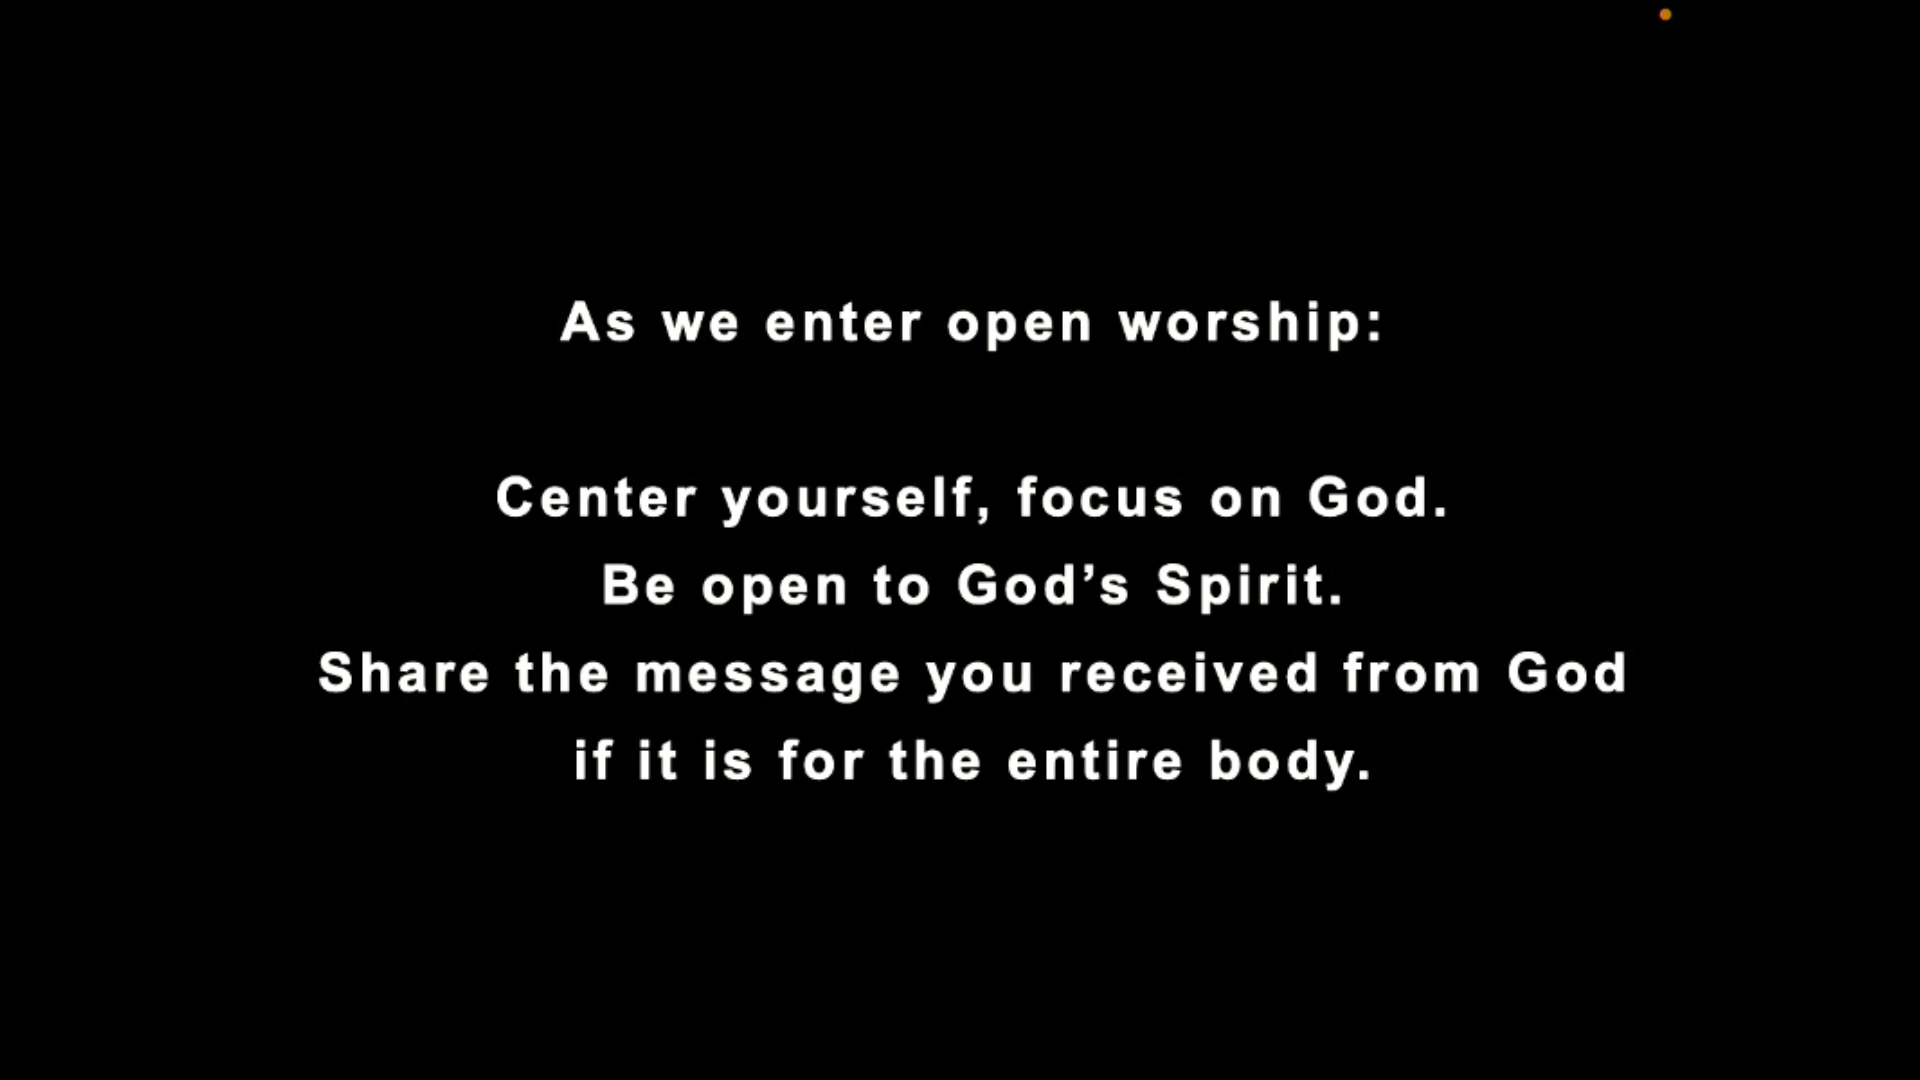 As we enter open worship:
Center yourself, focus on God.
Be open to God’s Spirit.
Share the message you received from God
if it is for the entire body.